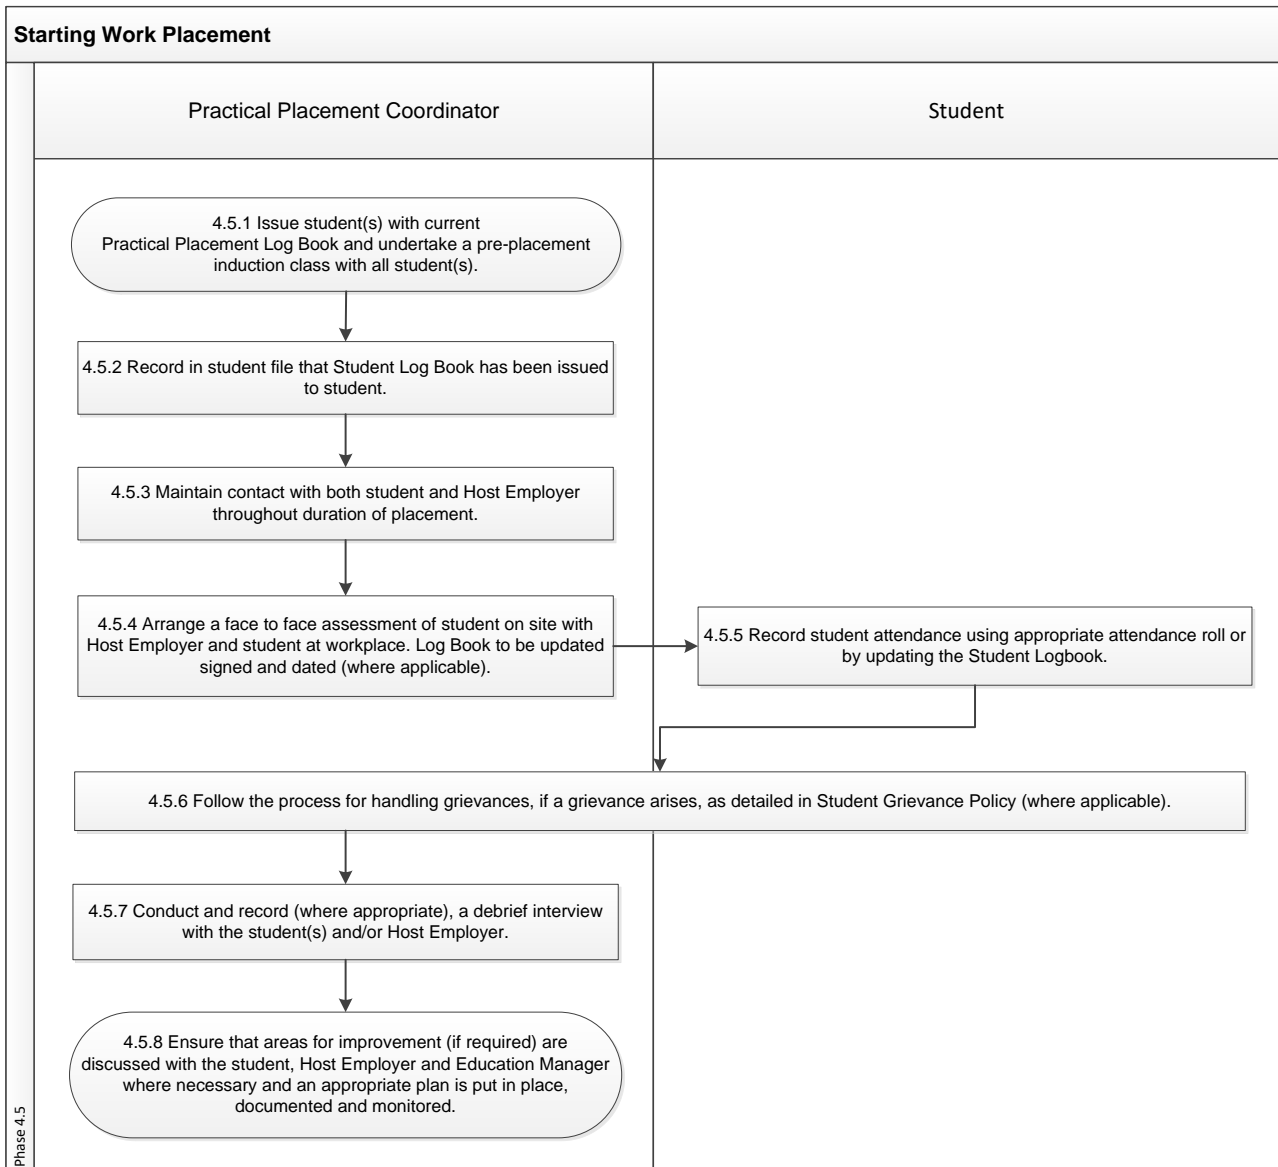 Starting Work Placement
Practical Placement Coordinator
Student
4.5.1 Issue student(s) with current
Practical Placement Log Book and undertake a pre-placement
induction class with all student(s).
4.5.2 Record in student file that Student Log Book has been issued
to student.
4.5.3 Maintain contact with both student and Host Employer
throughout duration of placement.
4.5.4 Arrange a face to face assessment of student on site with
Host Employer and student at workplace. Log Book to be updated
signed and dated (where applicable).
4.5.5 Record student attendance using appropriate attendance roll or
by updating the Student Logbook.
4.5.6 Follow the process for handling grievances, if a grievance arises, as detailed in Student Grievance Policy (where applicable).
4.5.7 Conduct and record (where appropriate), a debrief interview
with the student(s) and/or Host Employer.
4.5.8 Ensure that areas for improvement (if required) are
discussed with the student, Host Employer and Education Manager
where necessary and an appropriate plan is put in place,
documented and monitored.
Phase 4.5